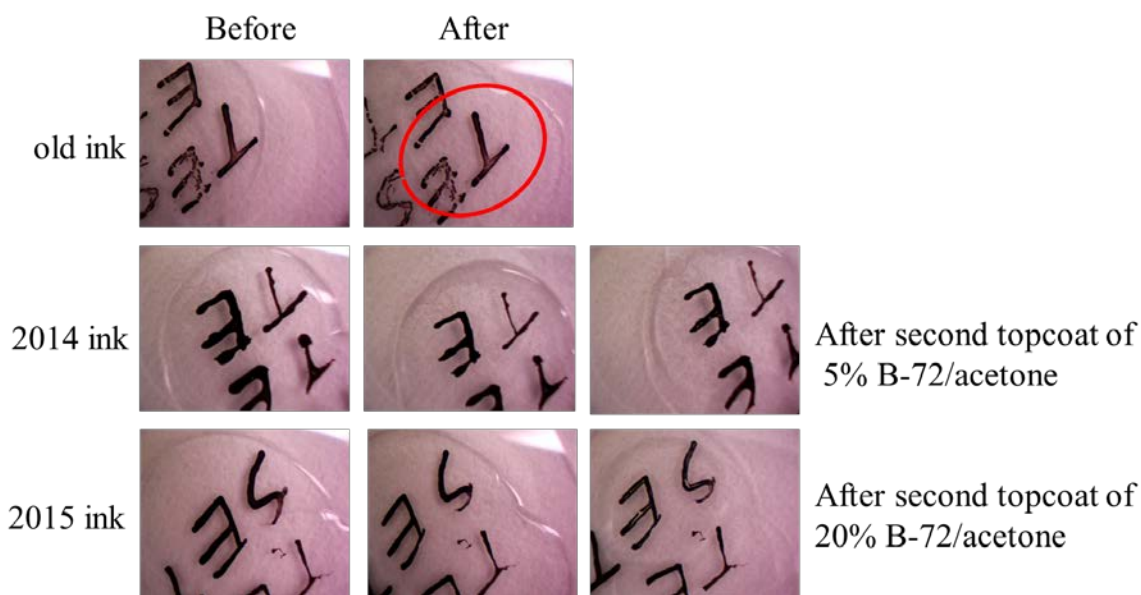 Before After
old ink
2014 ink
After second topcoat of
5% B-72/acetone
2015 ink
After second topcoat of
20% B-72/acetone